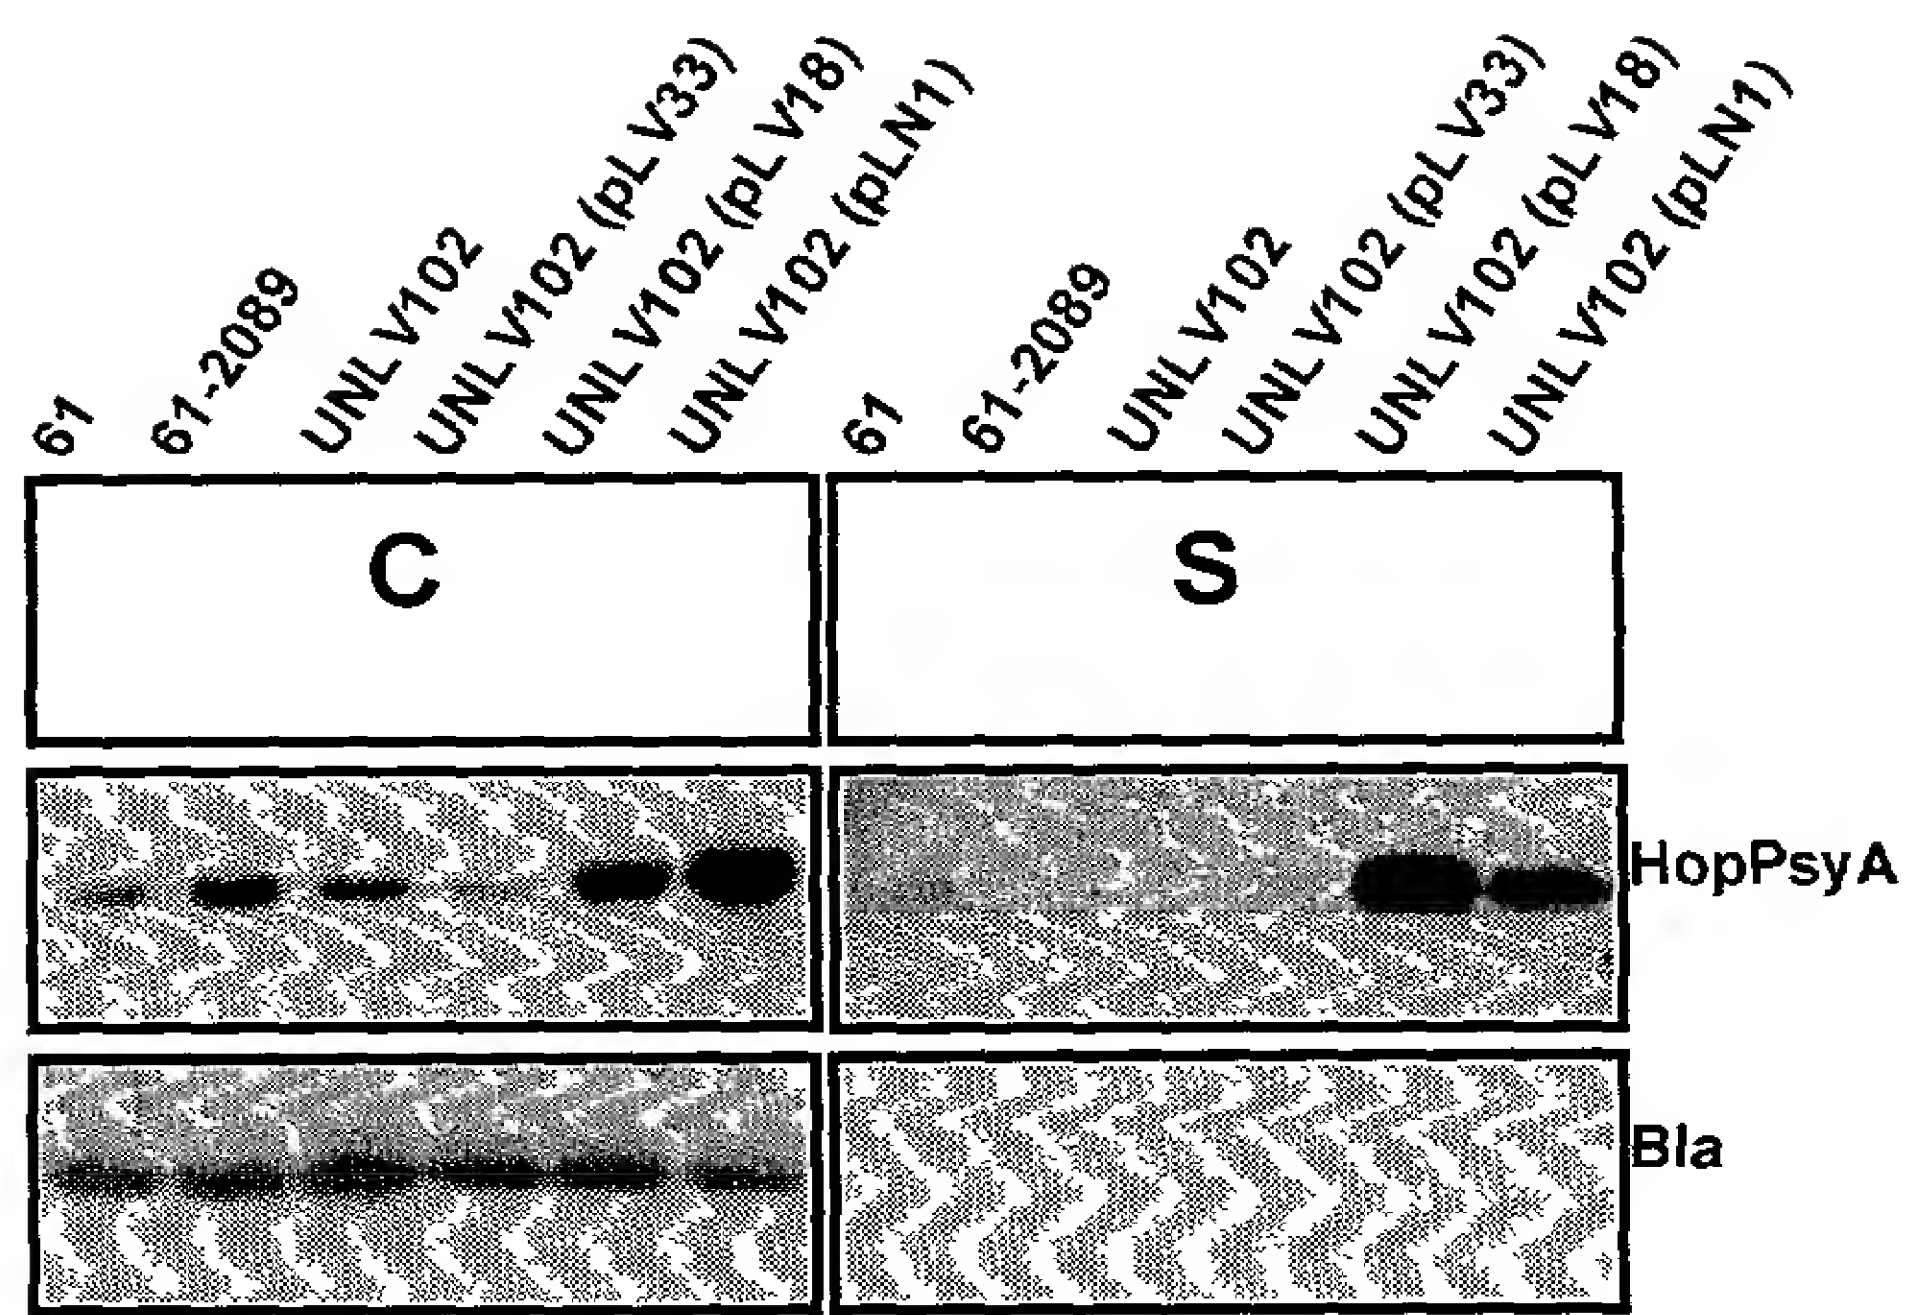 61
61-2089
UNLV102
UNLV102 (pLV33)
UNLV102 (pLV18)
UNLV102 (pLN1)
61
61-2089
UNLV102
UNLV102 (pLV33)
UNLV102 (pLV18)
UNLV102 (pLN1)
C
S
HopPsyA
Bla